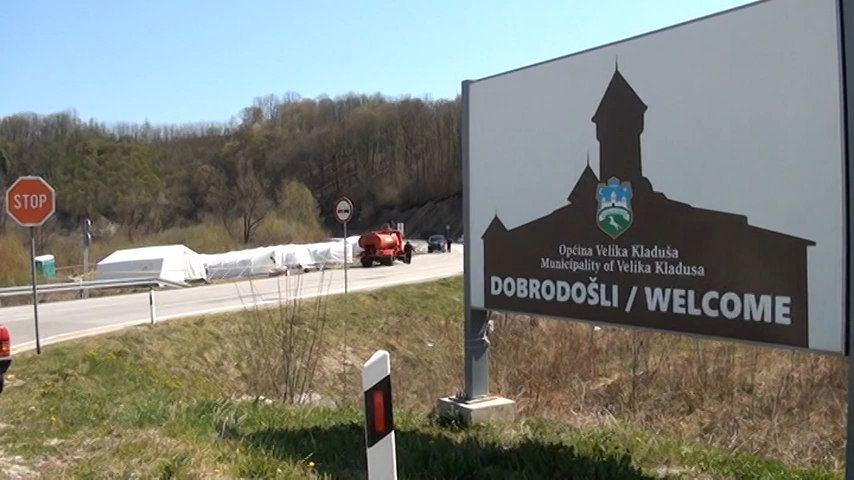 STOP
Općina Velika Kladuša
Municipality of Velika Kladusa
DOBRODOŠLI / WELCOME